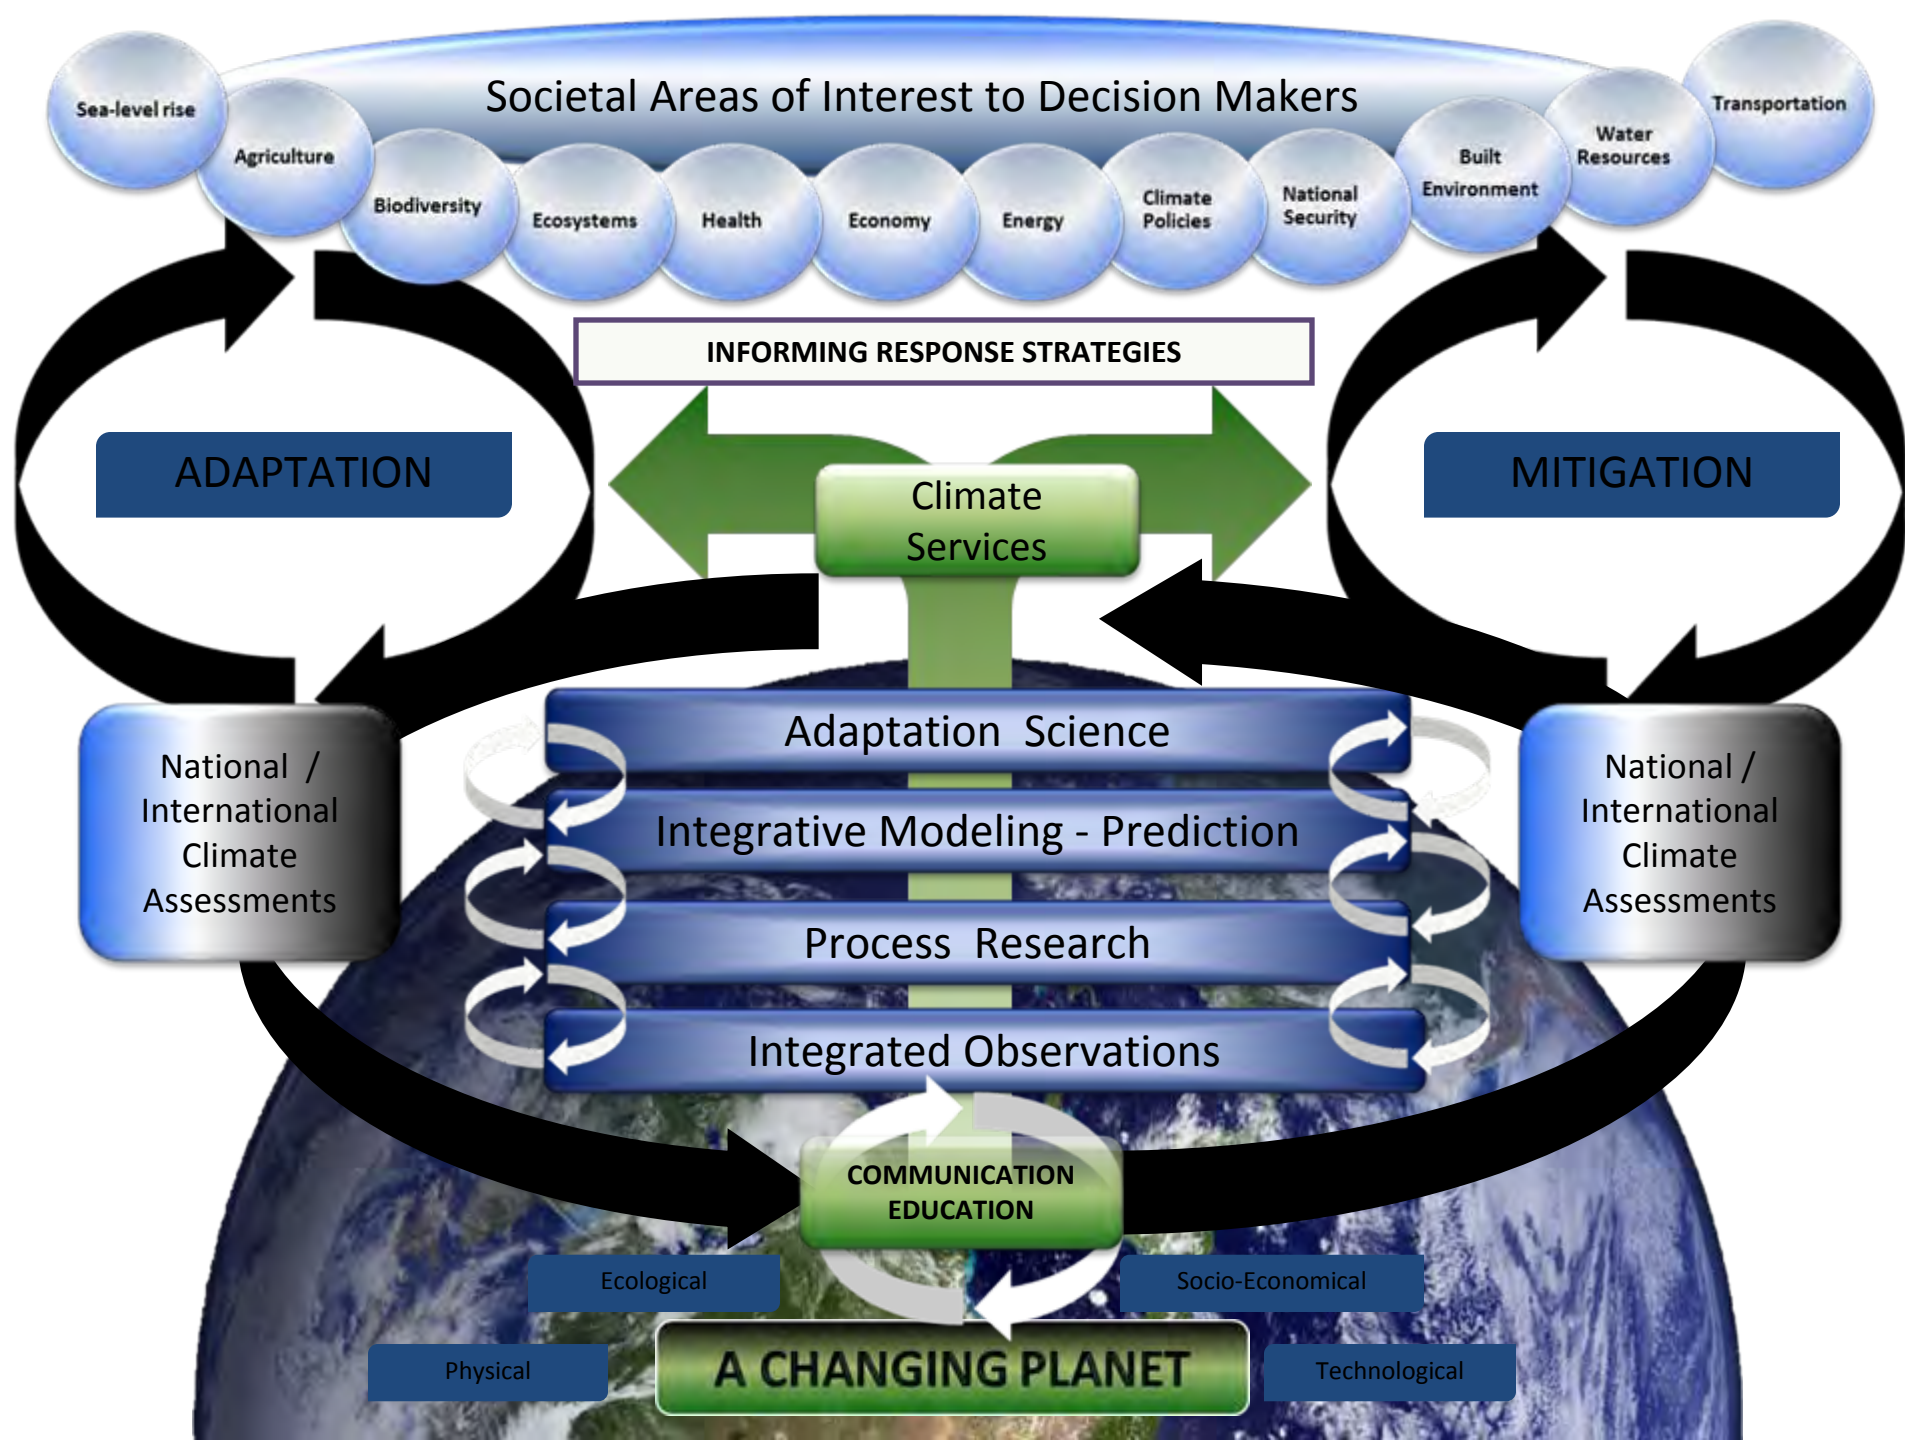 Societal Areas of Interest to Decision Makers
Sea-level rise
Agriculture
Biodiversity
Ecosystems
Health
Economy
Energy
Climate
Policies
National
Security
Built
Environment
Water
Resources
Transportation
INFORMING RESPONSE STRATEGIES
ADAPTATION
MITIGATION
Climate
Services
National /
International
Climate
Assessments
Adaptation Science
Integrative Modeling - Prediction
Process Research
Integrated Observations
National /
International
Climate
Assessments
COMMUNICATION
EDUCATION
Ecological
Socio-Economical
Physical
A CHANGING PLANET
Technological